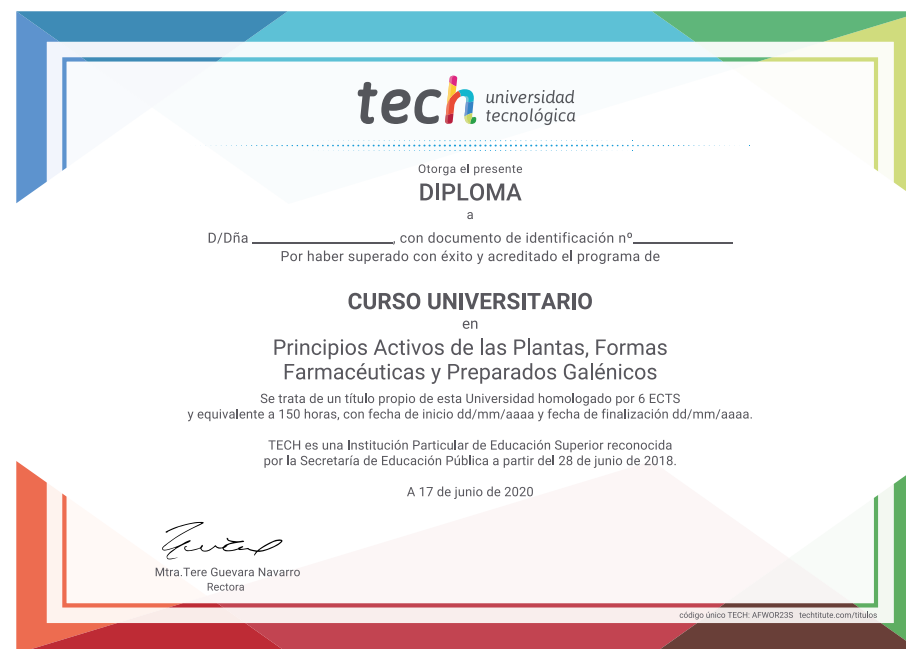 tech universidad
tecnológica
Otorga el presente
DIPLOMA
a
D/Dña ____________________, con documento de identificación nº______________
Por haber superado con éxito y acreditado el programa de
CURSO UNIVERSITARIO
en
Principios Activos de las Plantas, Formas
Farmacéuticas y Preparados Galénicos
Se trata de un título propio de esta Universidad homologado por 6 ECTS
y equivalente a 150 horas, con fecha de inicio dd/mm/aaaa y fecha de finalización dd/mm/aaaa.
TECH es una Institución Particular de Educación Superior reconocida
por la Secretaría de Educación Pública a partir del 28 de junio de 2018.
A 17 de junio de 2020
Mtra.Tere Guevara Navarro
Rectora
código único TECH: AFWOR23S techtitute.com/titulos